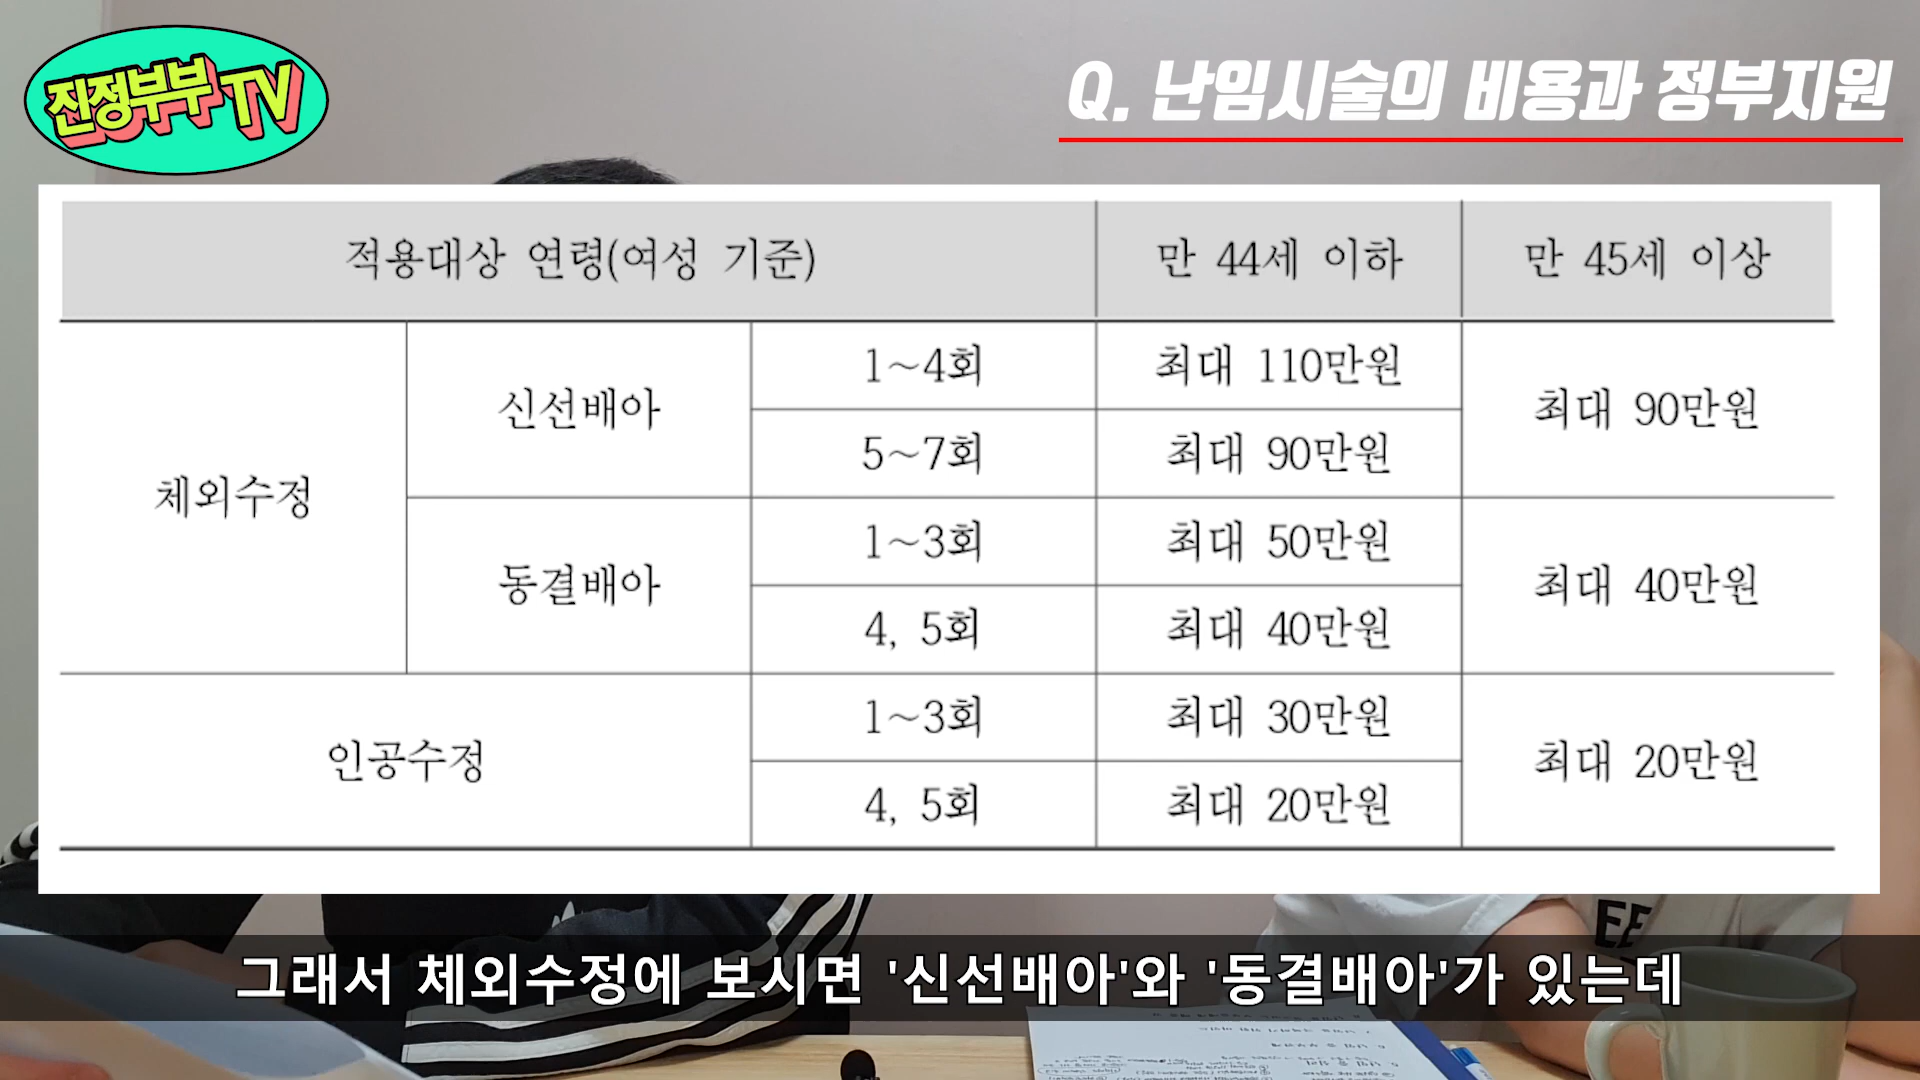 진정부부 TV
Q. 난임시술의 비용과 정부지원
적용대상 연령(여성 기준) 만 44세 이하 만 45세 이상
체외수정 신선배아 1~4회 최대 110만원 최대 90만원
5~7회 최대 90만원
동결배아 1~3회 최대 50만원 최대 40만원
4, 5회 최대 40만원
인공수정 1~3회 최대 30만원 최대 20만원
4, 5회 최대 20만원
EE
그래서 체외수정에 보시면 '신선배아'와 '동결배아'가 있는데